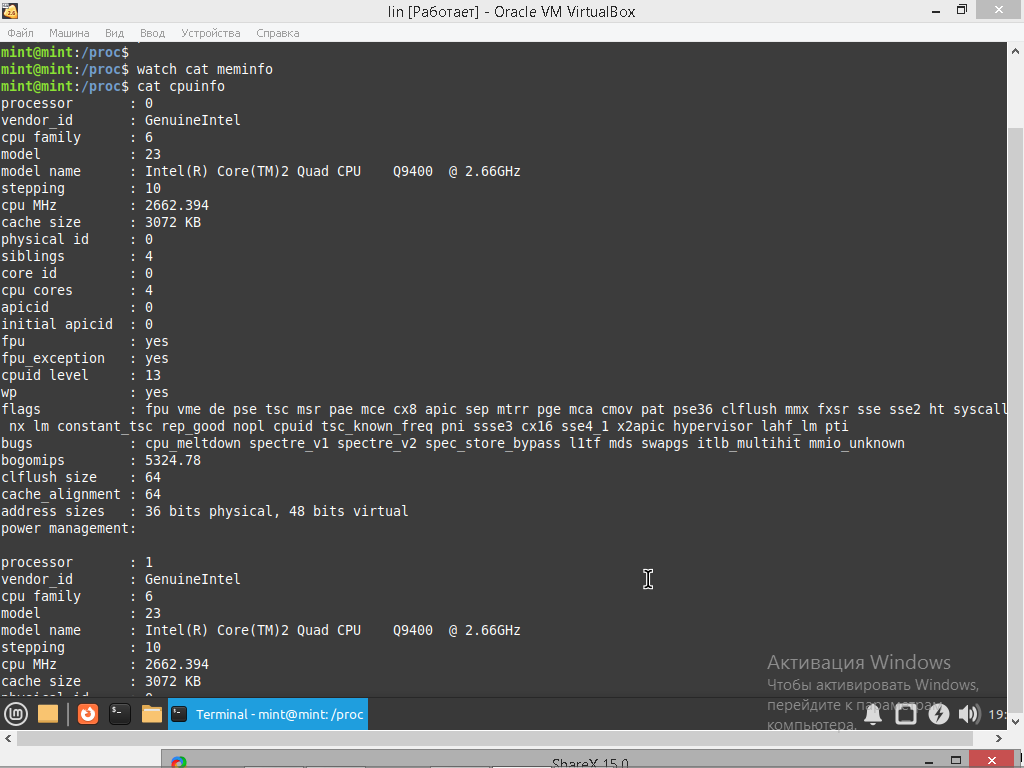 lin [Работает] - Oracle VM VirtualBox
Файл Машина Вид Ввод Устройства Справка
mint@mint:/proc$
mint@mint:/proc$ watch cat meminfo
mint@mint:/proc$ cat cpuinfo
processor : 0
vendor_id : GenuineIntel
cpu family : 6
model : 23
model name : Intel(R) Core(TM)2 Quad CPU Q9400 @ 2.66GHz
stepping : 10
cpu MHz : 2662.394
cache size : 3072 KB
physical id : 0
siblings : 4
core id : 0
cpu cores : 4
apicid : 0
initial apicid : 0
fpu : yes
fpu_exception : yes
cpuid level : 13
wp : yes
flags : fpu vme de pse tsc msr pae mce cx8 apic sep mtrr pge mca cmov pat pse36 clflush mmx fxsr sse sse2 ht syscall
nx lm constant_tsc rep_good nopl cpuid tsc_known_freq pni ssse3 cx16 sse4_1 x2apic hypervisor lahf_lm pti
bugs : cpu_meltdown spectre_v1 spectre_v2 spec_store_bypass l1tf mds swapgs itlb_multihit mmio_unknown
bogomips : 5324.78
clflush size : 64
cache_alignment : 64
address sizes : 36 bits physical, 48 bits virtual
power management:
processor : 1
vendor_id : GenuineIntel
cpu family : 6
model : 23
model name : Intel(R) Core(TM)2 Quad CPU Q9400 @ 2.66GHz
stepping : 10
cpu MHz : 2662.394
cache size : 3072 KB
physical id : 0
Активация Windows
Чтобы активировать Windows,
перейдите к параметрам
компьютера.
Terminal - mint@mint: /proc
19:
ShareX 15.0